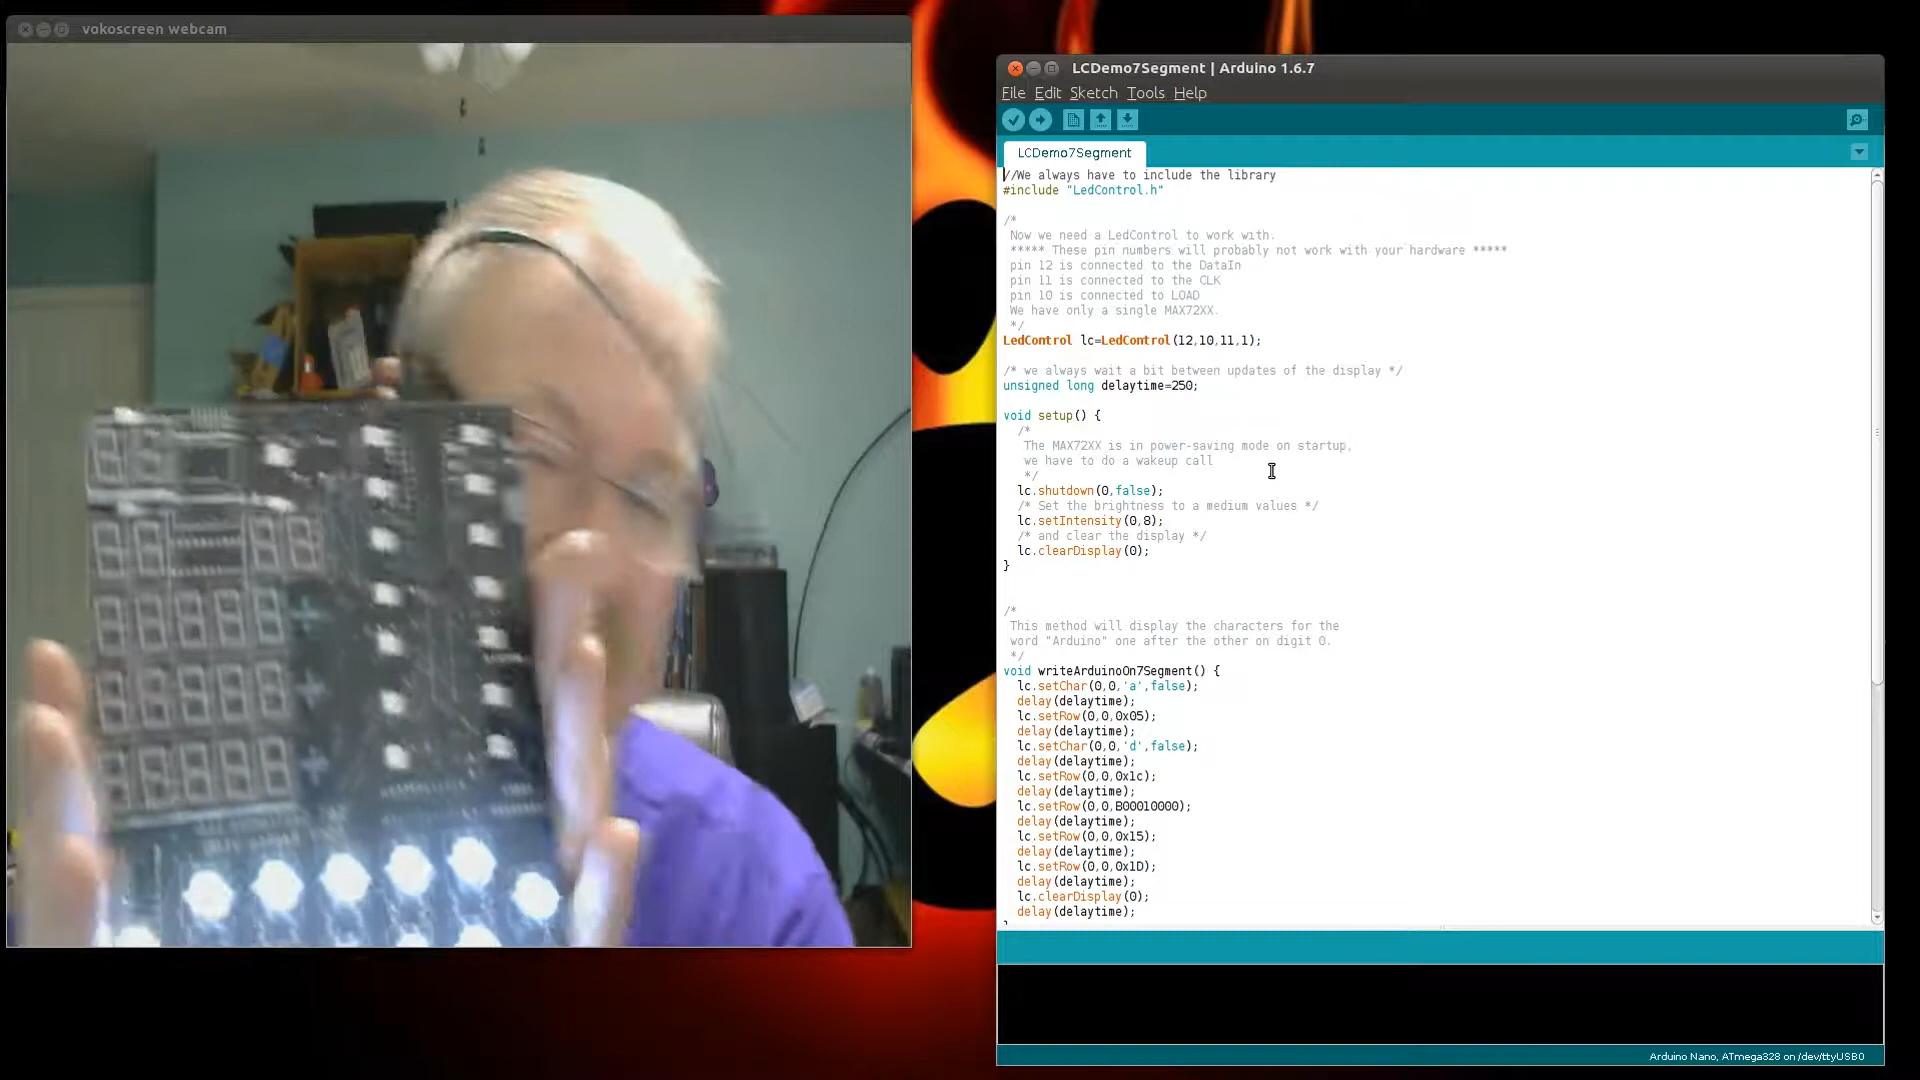 vokoscreen webcam
LCDemo7Segment | Arduino 1.6.7
File Edit Sketch Tools Help
LCDemo7Segment
//We always have to include the library
#include "LedControl.h"
/*
Now we need a LedControl to work with.
***** These pin numbers will probably not work with your hardware *****
pin 12 is connected to the DataIn
pin 11 is connected to the CLK
pin 10 is connected to LOAD
We have only a single MAX72XX.
*/
LedControl lc=LedControl(12,10,11,1);
/* we always wait a bit between updates of the display */
unsigned long delaytime=250;
void setup() {
/*
The MAX72XX is in power-saving mode on startup,
we have to do a wakeup call
*/
lc.shutdown(0,false);
/* Set the brightness to a medium values */
lc.setIntensity(0,8);
/* and clear the display */
lc.clearDisplay(0);
}
/*
This method will display the characters for the
word "Arduino" one after the other on digit 0.
*/
void writeArduinoOn7Segment() {
lc.setChar(0,0,'a',false);
delay(delaytime);
lc.setRow(0,0,0x05);
delay(delaytime);
lc.setChar(0,0,'d',false);
delay(delaytime);
lc.setRow(0,0,0x1c);
delay(delaytime);
lc.setRow(0,0,B00010000);
delay(delaytime);
lc.setRow(0,0,0x15);
delay(delaytime);
lc.setRow(0,0,0x1D);
delay(delaytime);
lc.clearDisplay(0);
delay(delaytime);
}
Arduino Nano, ATmega328 on /dev/ttyUSB0